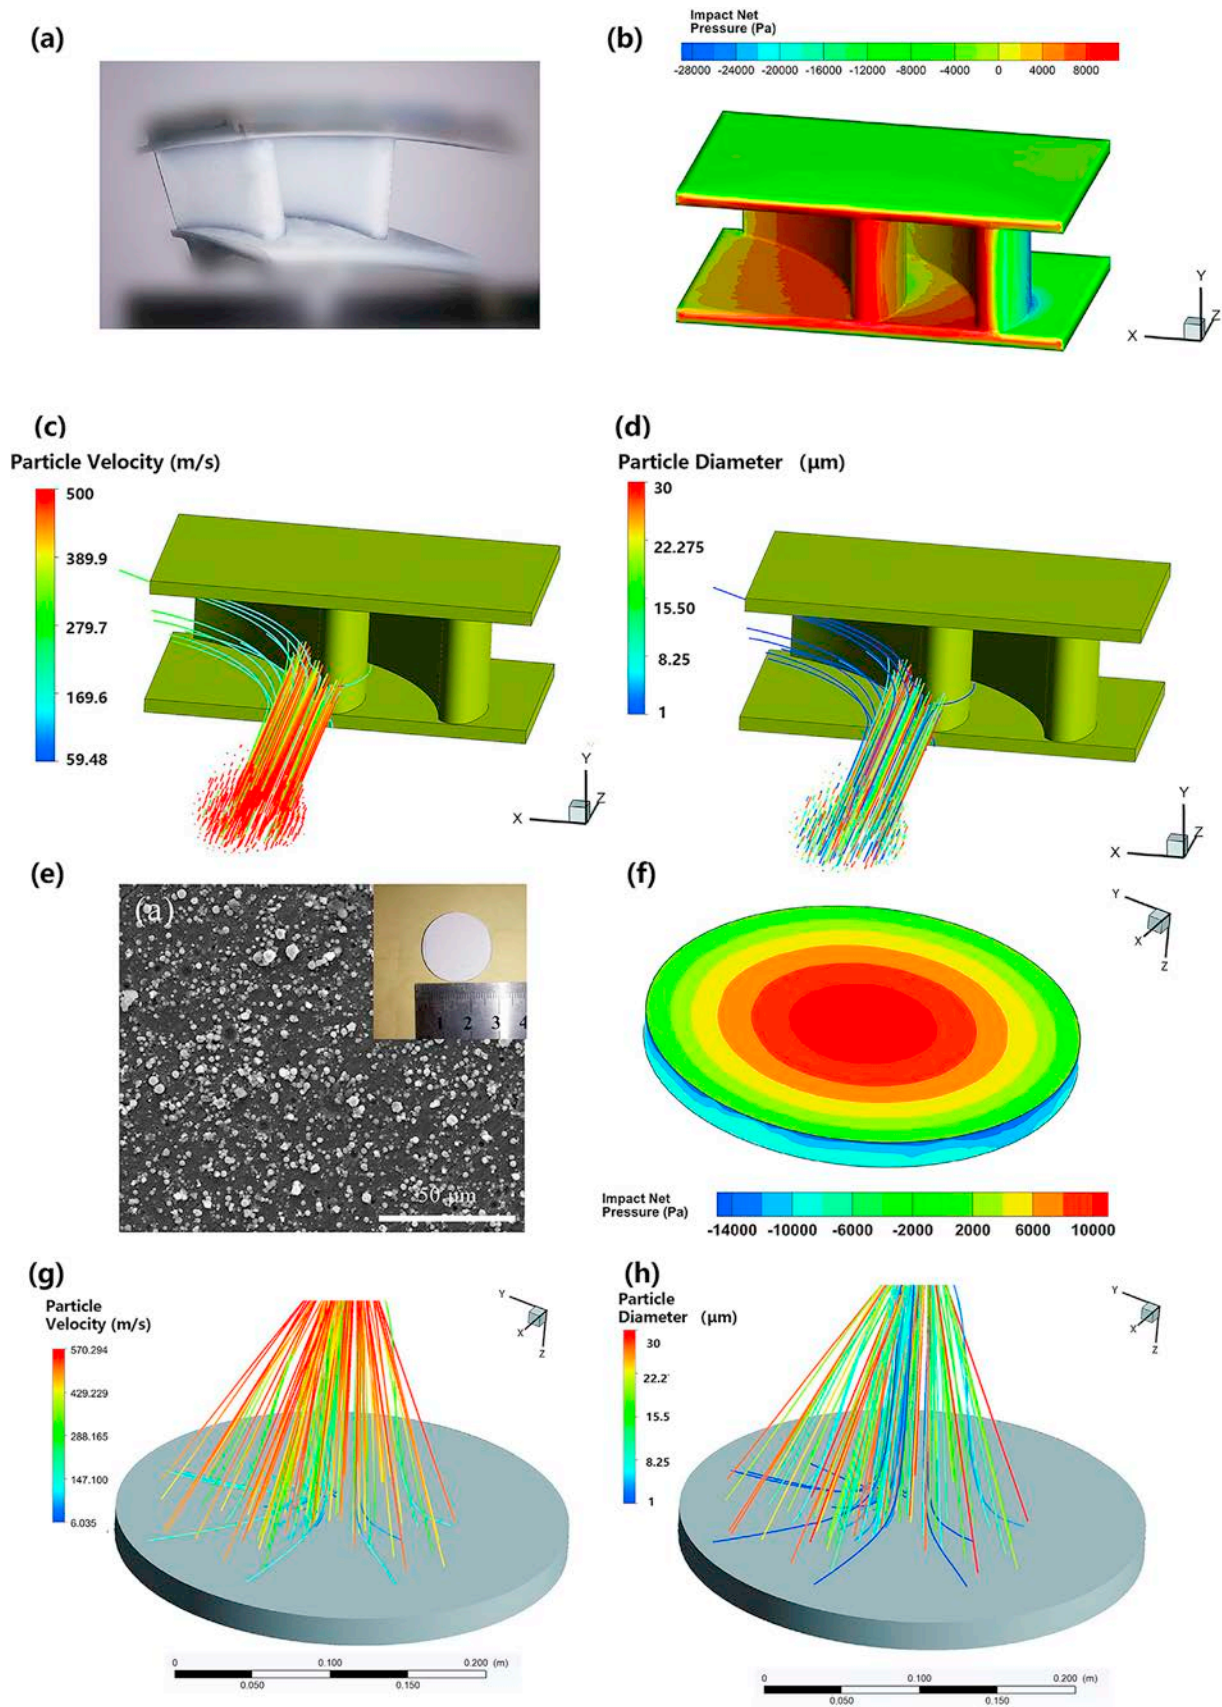 (a)
(b)
Impact Net
Pressure (Pa)
-28000 -24000 -20000 -16000 -12000 -8000 -4000 0 4000 8000
Y
Z
X
(c)
Particle Velocity (m/s)
500
389.9
279.7
169.6
59.48
Y
Z
X
(d)
Particle Diameter (μm)
30
22.275
15.50
8.25
1
Y
Z
X
(e)
(a)
1 2 3 4
50 μm
(f)
Y
X
Z
Impact Net
Pressure (Pa)
-14000 -10000 -6000 -2000 2000 6000 10000
(g)
Particle
Velocity (m/s)
570.294
429.229
288.165
147.100
6.035
Y
X
Z
0 0.100 0.200 (m)
0.050 0.150
(h)
Particle
Diameter (μm)
30
22.2
15.5
8.25
1
Y
X
Z
0 0.100 0.200 (m)
0.050 0.150